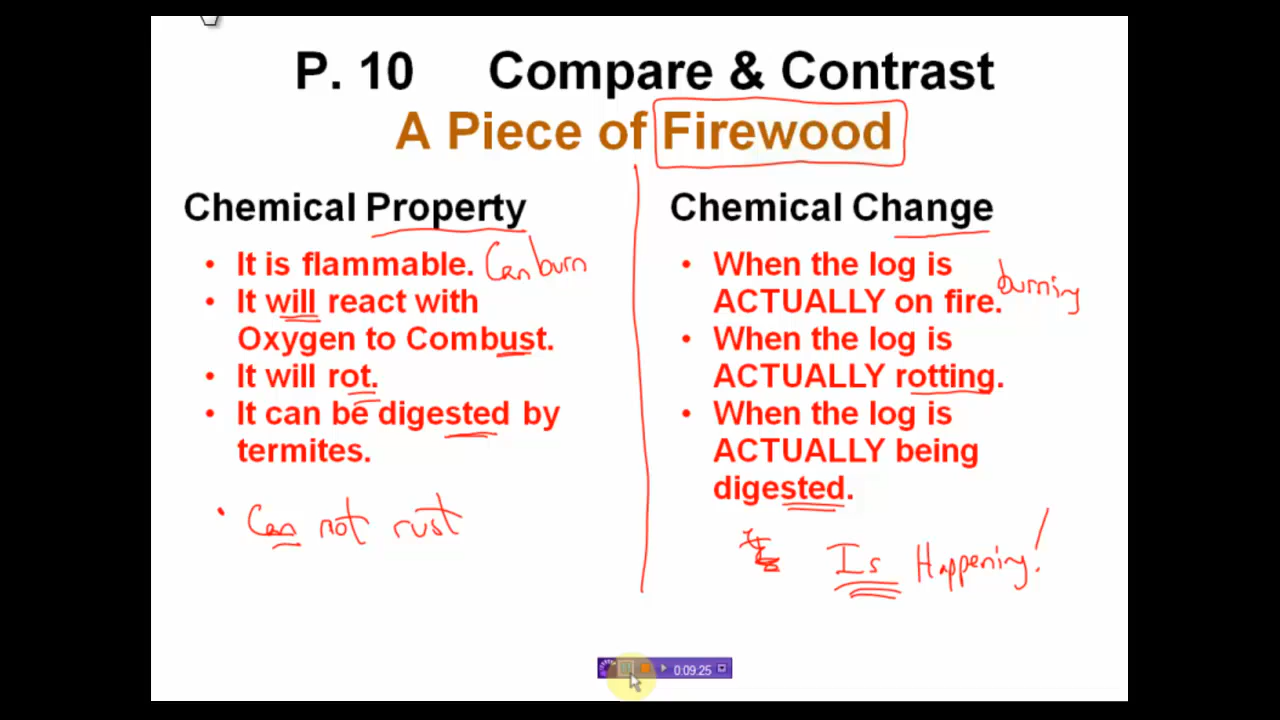 P. 10 Compare & Contrast
A Piece of Firewood
Chemical Property
• It is flammable. Can burn
• It will react with
Oxygen to Combust.
• It will rot.
• It can be digested by
termites.
• Can not rust
Chemical Change
• When the log is
ACTUALLY on fire. burning
• When the log is
ACTUALLY rotting.
• When the log is
ACTUALLY being
digested.
Is Happening!
0:09:25